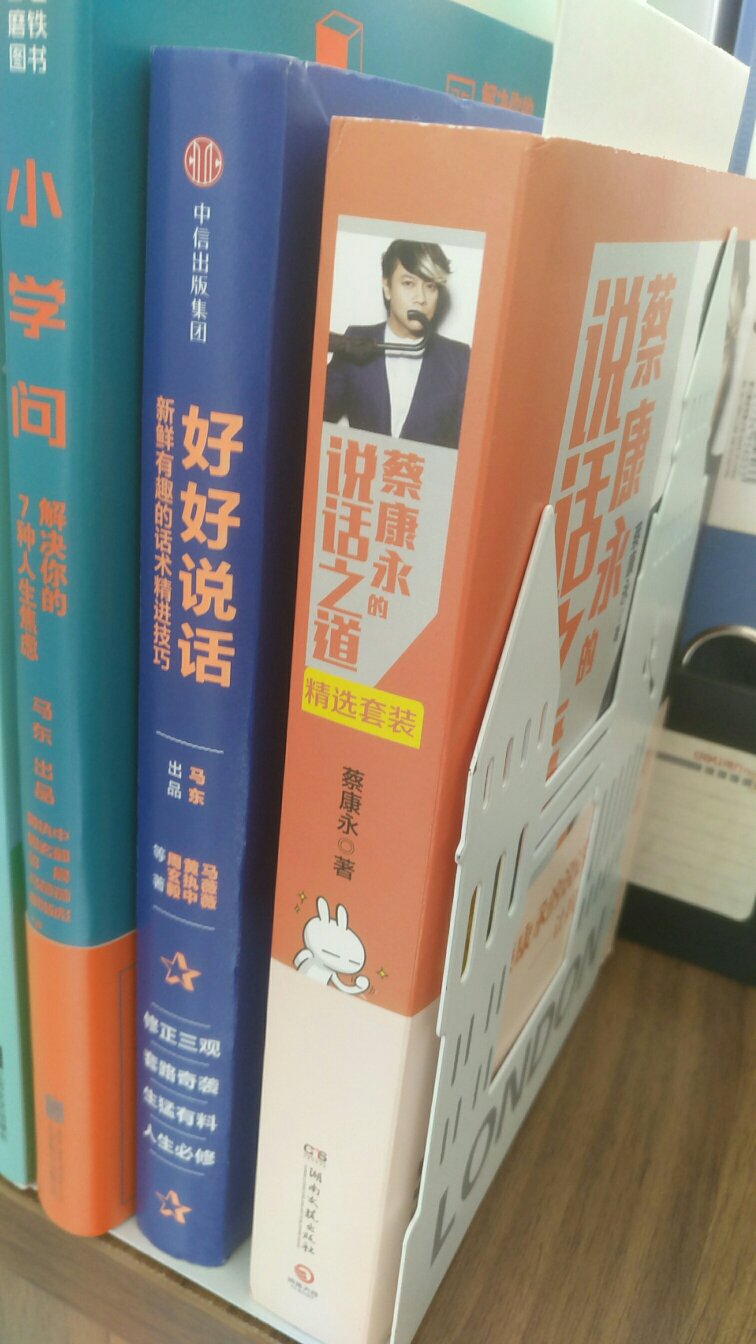 磨铁
图书
小学问
解决你的
7种人生焦虑
马东 出品
中信出版集团
好好说话
新鲜有趣的话术精进技巧
马东
出品
马薇薇
黄执中
周玄毅
等著
修正三观
套路奇袭
生猛有料
人生必修
蔡康永的
说话之道
精选套装
蔡康永◎著
湖南文艺出版社
蔡康永的
说话之道
LONDON